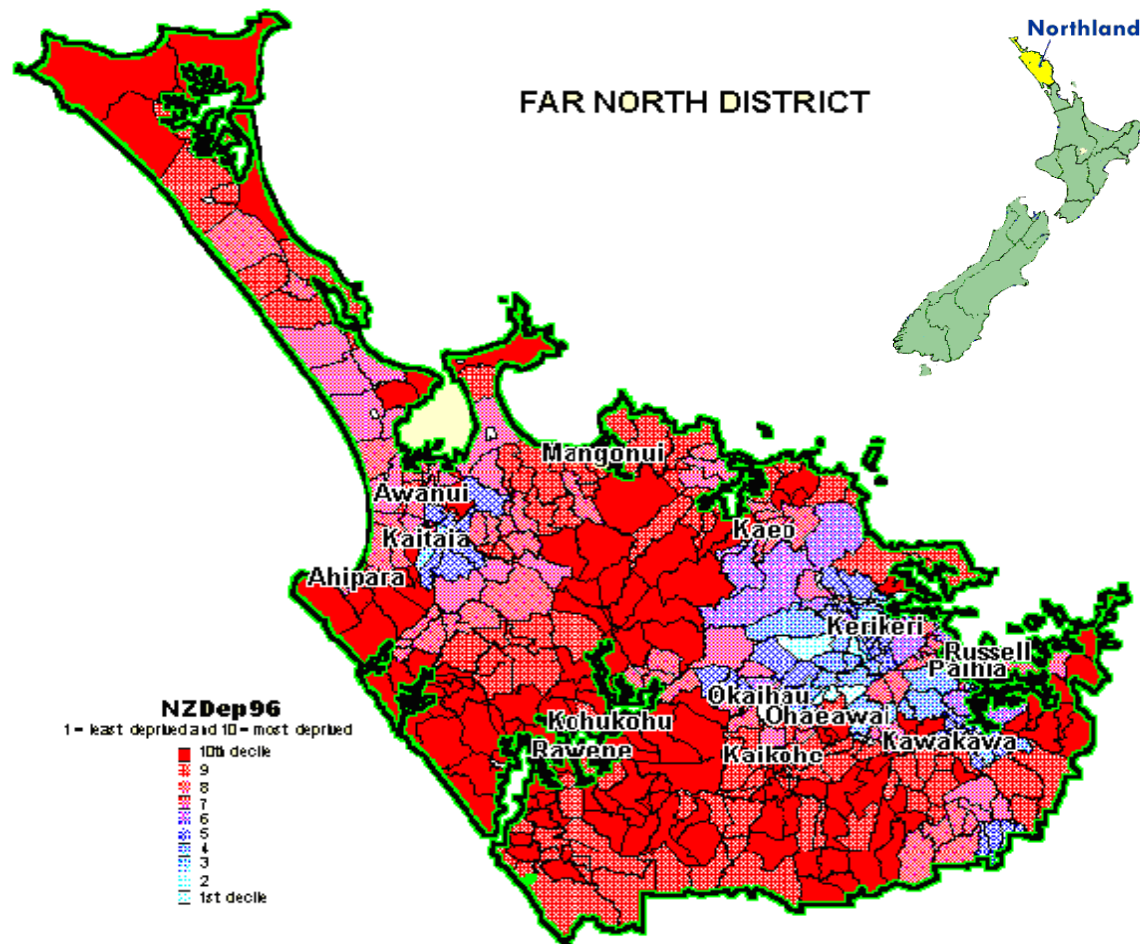 Northland
FAR NORTH DISTRICT
Mangonui
Awanui
Kaeo
Kaitaia
Ahipara
Kerikeri
Russell
Paihia
Okaihau
Kohukohu
Ohaeawai
Kawakawa
Rawene
Kaikohe
NZDep96
1 = least deprived and 10 = most deprived
10th decile
9
8
7
6
5
4
3
2
1st decile